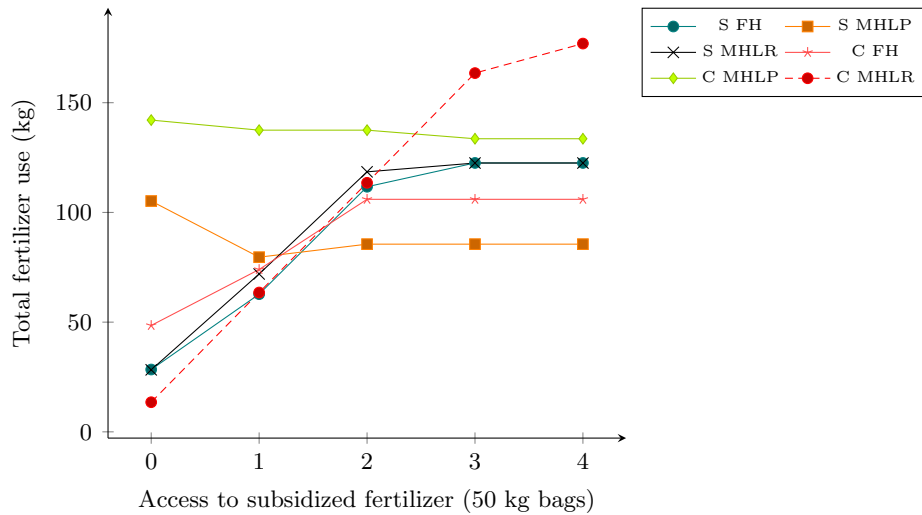 S FH S MHLP
S MHLR C FH
C MHLP C MHLR
150
100
50
0
Total fertilizer use (kg)
0 1 2 3 4
Access to subsidized fertilizer (50 kg bags)